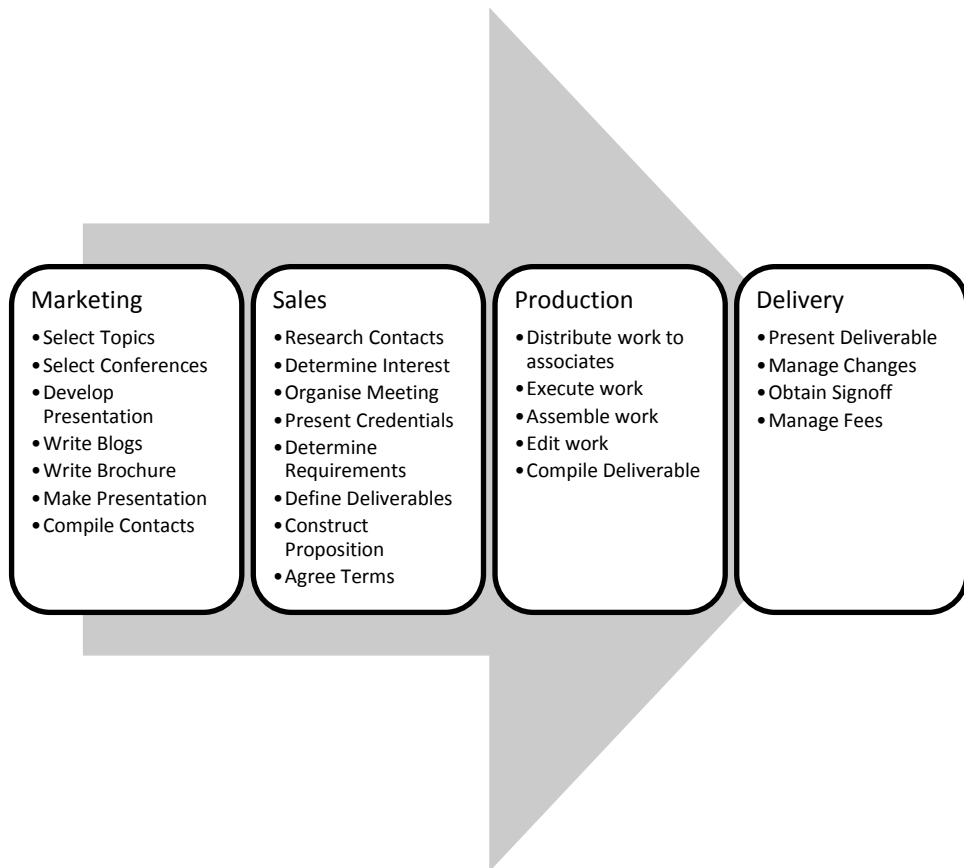 Marketing
•Select Topics
•Select Conferences
•Develop
Presentation
•Write Blogs
•Write Brochure
•Make Presentation
•Compile Contacts
Sales
•Research Contacts
•Determine Interest
•Organise Meeting
•Present Credentials
•Determine
Requirements
•Define Deliverables
•Construct
Proposition
•Agree Terms
Production
•Distribute work to
associates
•Execute work
•Assemble work
•Edit work
•Compile Deliverable
Delivery
•Present Deliverable
•Manage Changes
•Obtain Signoff
•Manage Fees